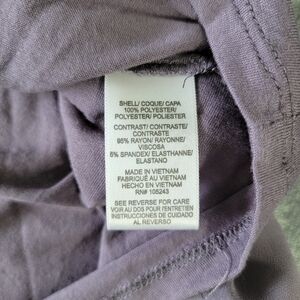 SHELL/ COQUE/ CAPA
100% POLYESTER/
POLYESTER/ POLIESTER
CONTRAST/ CONTRASTE/
CONTRASTE
95% RAYON/ RAYONNE/
VISCOSA
5% SPANDEX/ ELASTHANNE/
ELASTANO
MADE IN VIETNAM
FABRIQUÉ AU VIETNAM
HECHO EN VIETNAM
RN# 105243
SEE REVERSE FOR CARE
VOIR AU DOS POUR l'ENTRETIEN
INSTRUCCIONES DE CUIDADO
AL REVERSO